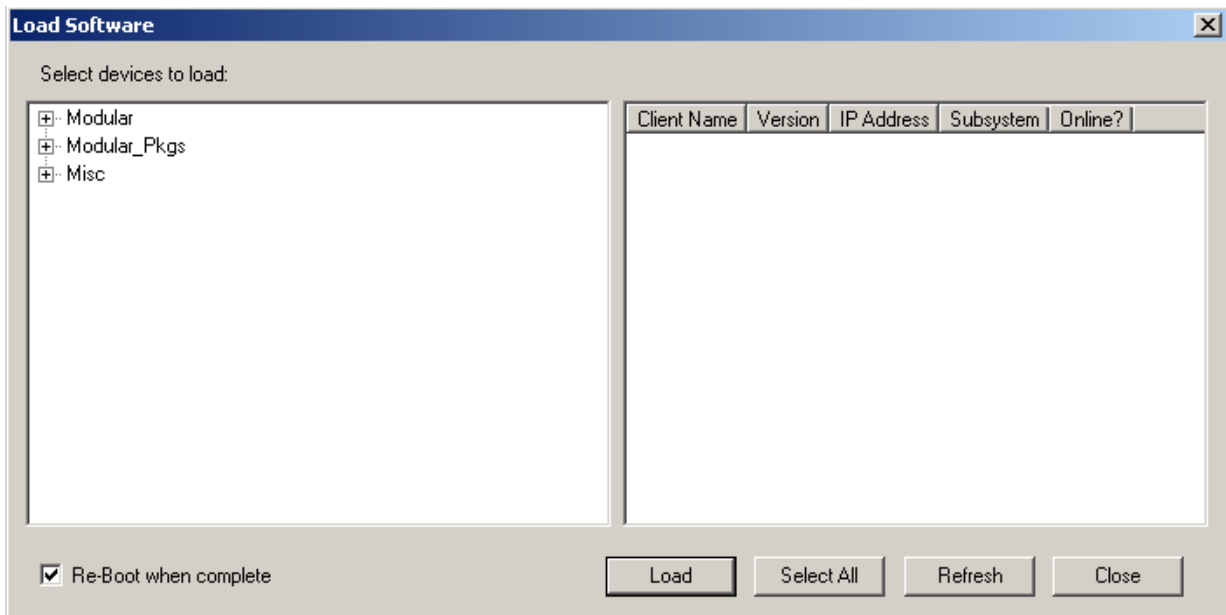 Load Software
Select devices to load:
Modular
Modular_Pkgs
Misc
Client Name Version IP Address Subsystem Online?
Re-Boot when complete
Load Select All Refresh Close